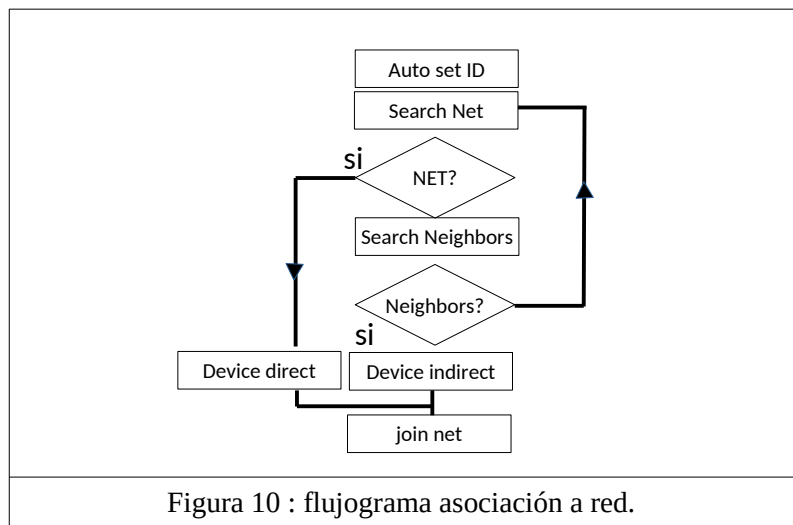 Auto set ID
Search Net
si
NET?
Search Neighbors
Neighbors?
si
Device direct
Device indirect
join net
Figura 10 : flujograma asociación a red.